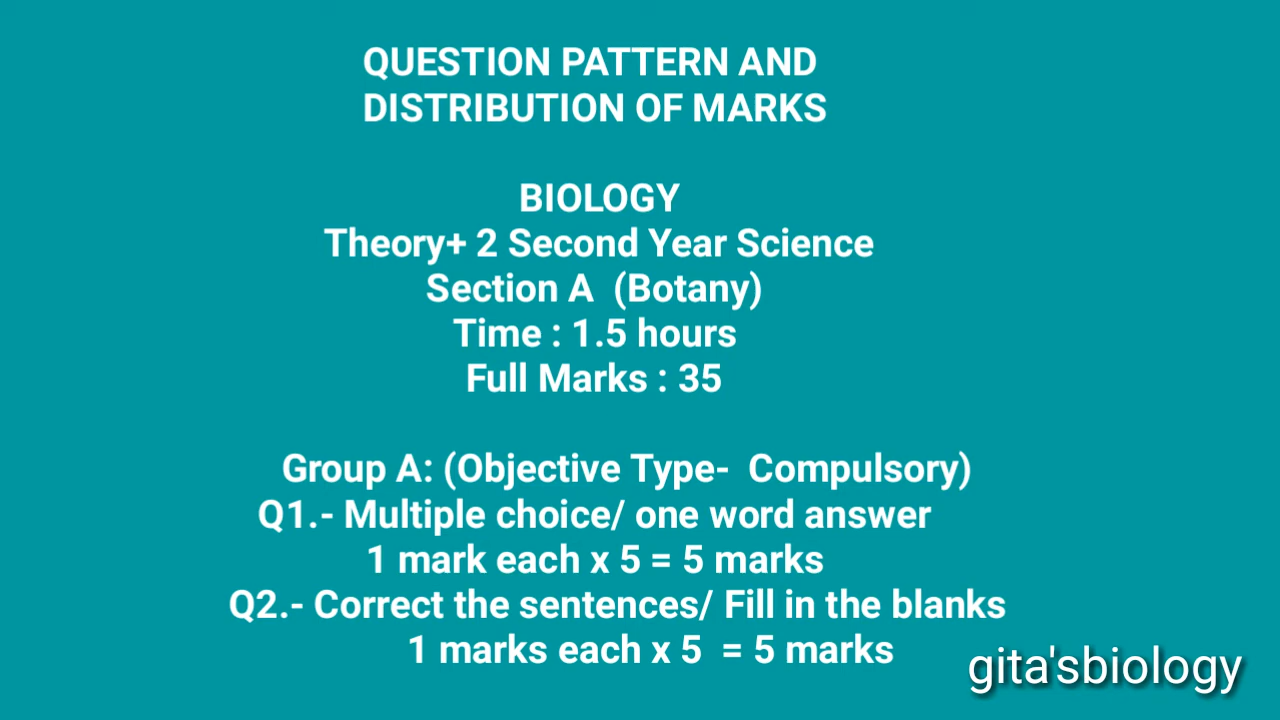 QUESTION PATTERN AND
DISTRIBUTION OF MARKS
BIOLOGY
Theory+ 2 Second Year Science
Section A  (Botany)
Time : 1.5 hours
Full Marks : 35
Group A: (Objective Type-  Compulsory)
Q1.- Multiple choice/ one word answer
1 mark each x 5 = 5 marks
Q2.- Correct the sentences/ Fill in the blanks
1 marks each x 5  = 5 marks
gita'sbiology